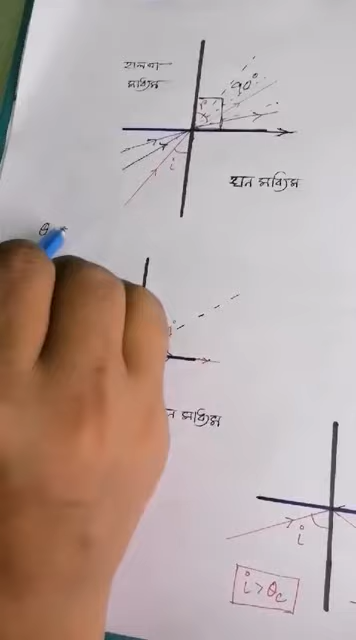 হালকা
মাধ্যম
90°
r
i
ঘন মাধ্যম
θ
মাধ্যম
i
i > θc